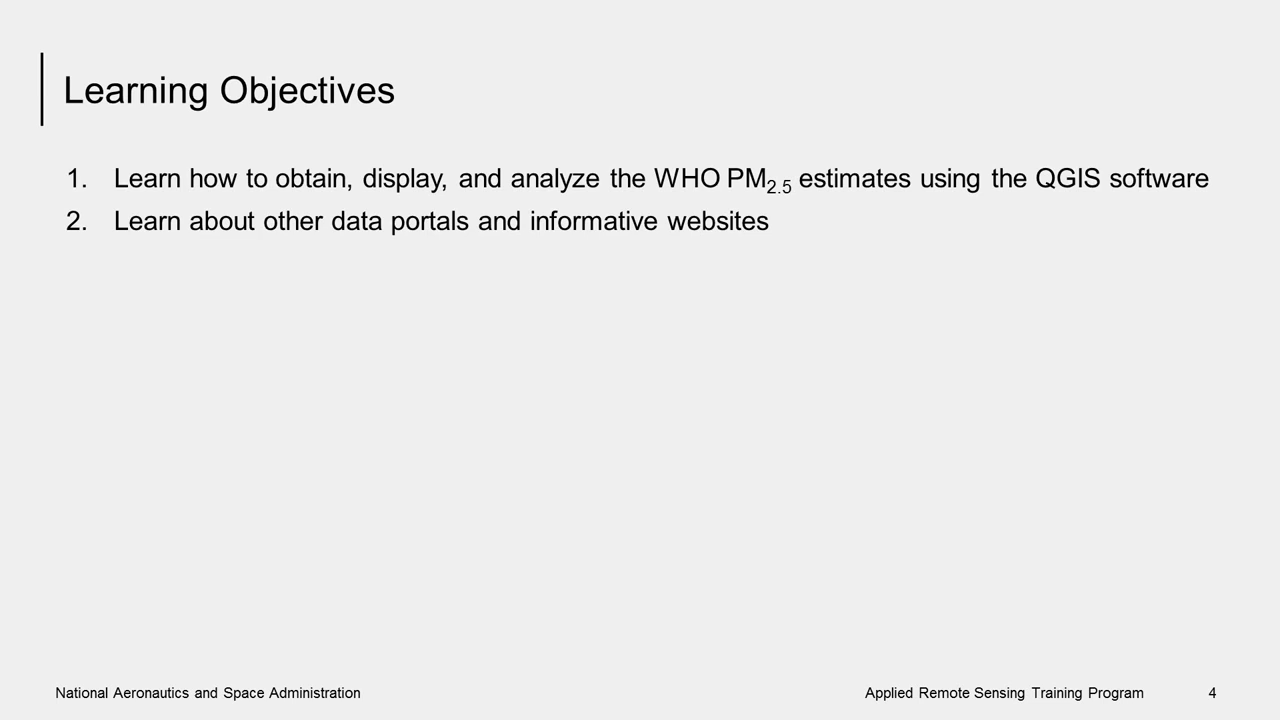 Learning Objectives
1. Learn how to obtain, display, and analyze the WHO PM2.5 estimates using the QGIS software
2. Learn about other data portals and informative websites
National Aeronautics and Space Administration
Applied Remote Sensing Training Program
4